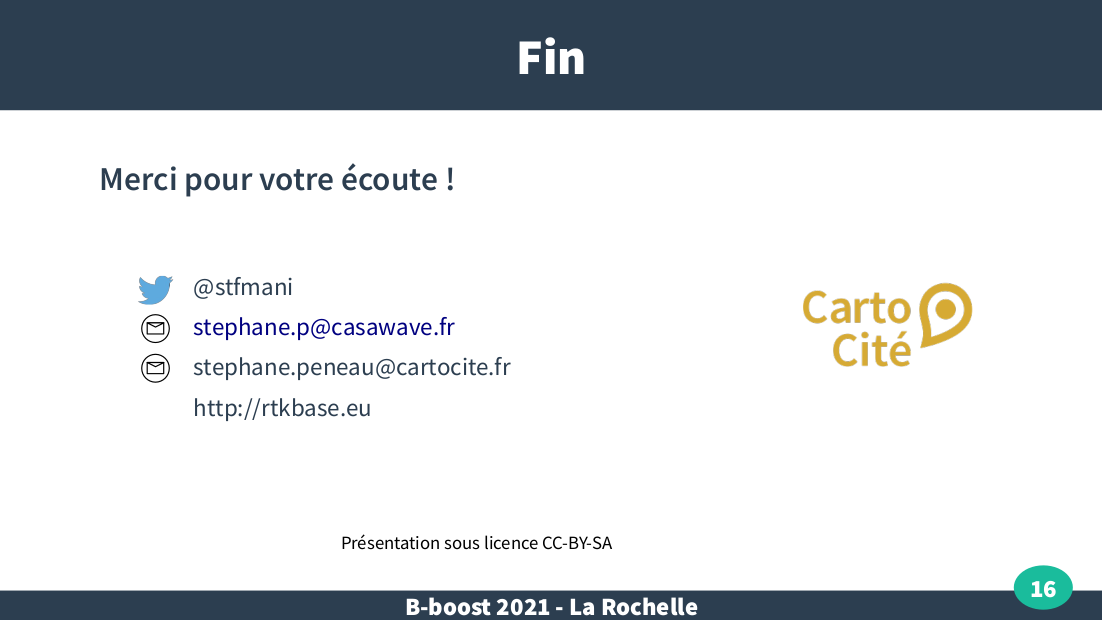 Fin
Merci pour votre écoute !
@stfmani
stephane.p@casawave.fr
stephane.peneau@cartocite.fr
http://rtkbase.eu
Carto
Cité
Présentation sous licence CC-BY-SA
16
B-boost 2021 - La Rochelle